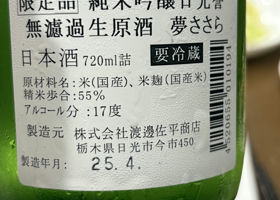 限定品 純米吟醸日光誉
無濾過生原酒 夢ささら
日本酒 720ml詰 要冷蔵
原材料名:米(国産)、米麹(国産米)
精米歩合:55%
アルコール分:17度
製造元 株式会社渡邊佐平商店
栃木県日光市今市450
製造年月: 25.4.
4520655010194